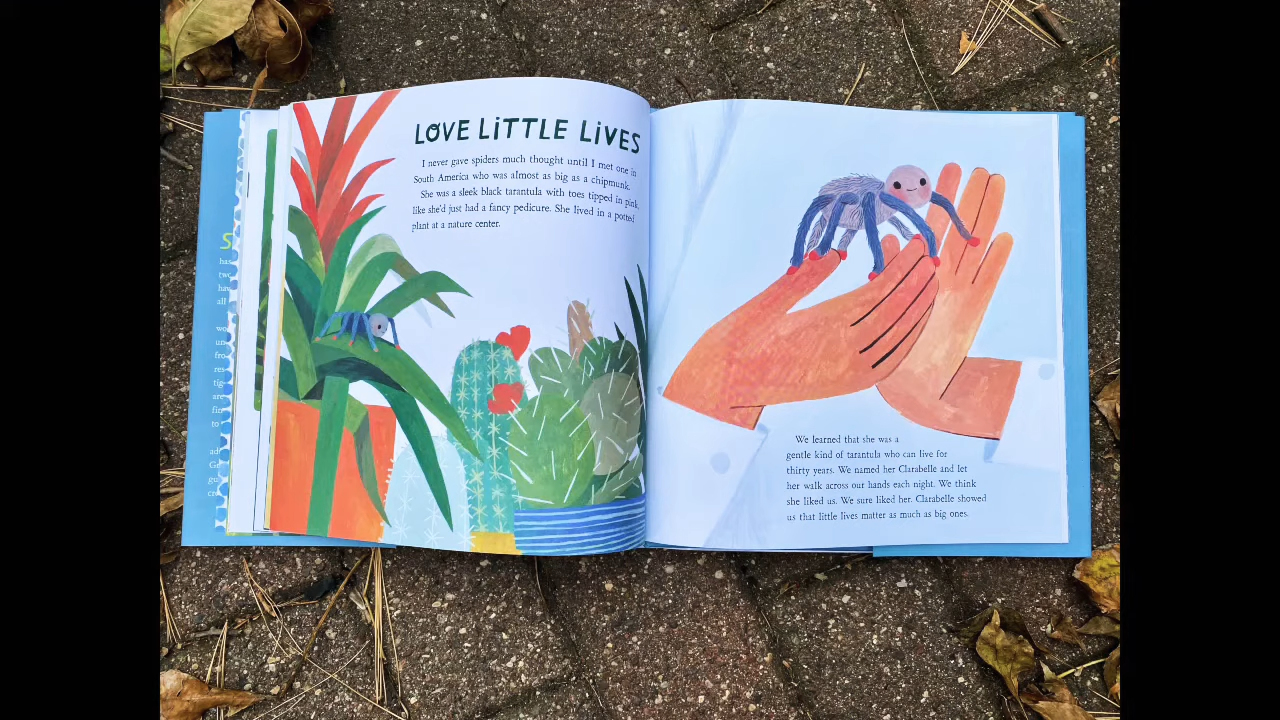 LOVE LITTLE LIVES
I never gave spiders much thought until I met one in
South America who was almost as big as a chipmunk.
She was a sleek black tarantula with toes tipped in pink,
like she'd just had a fancy pedicure. She lived in a potted
plant at a nature center.
We learned that she was a
gentle kind of tarantula who can live for
thirty years. We named her Clarabelle and let
her walk across our hands each night. We think
she liked us. We sure liked her. Clarabelle showed
us that little lives matter as much as big ones.